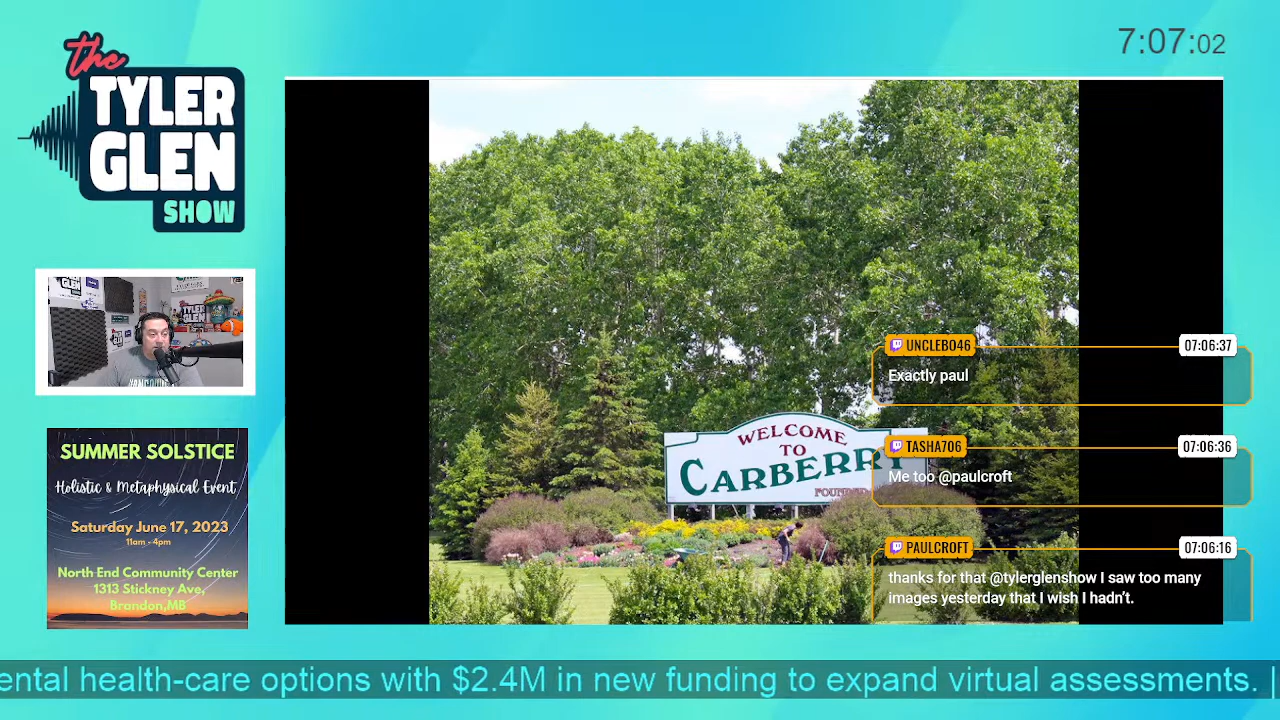 the
TYLER
GLEN
SHOW
7:07:02
WELCOME
TO
CARBERRY
UNCLEBO46
07:06:37
Exactly paul
TASHA706
07:06:36
Me too @paulcroft
PAULCROFT
07:06:16
thanks for that @tylerglenshow I saw too many
images yesterday that I wish I hadn't.
SUMMER SOLSTICE
Holistic & Metaphysical Event
Saturday June 17, 2023
11am - 4pm
North End Community Center
1313 Stickney Ave,
Brandon,MB
ental health-care options with $2.4M in new funding to expand virtual assessments. |